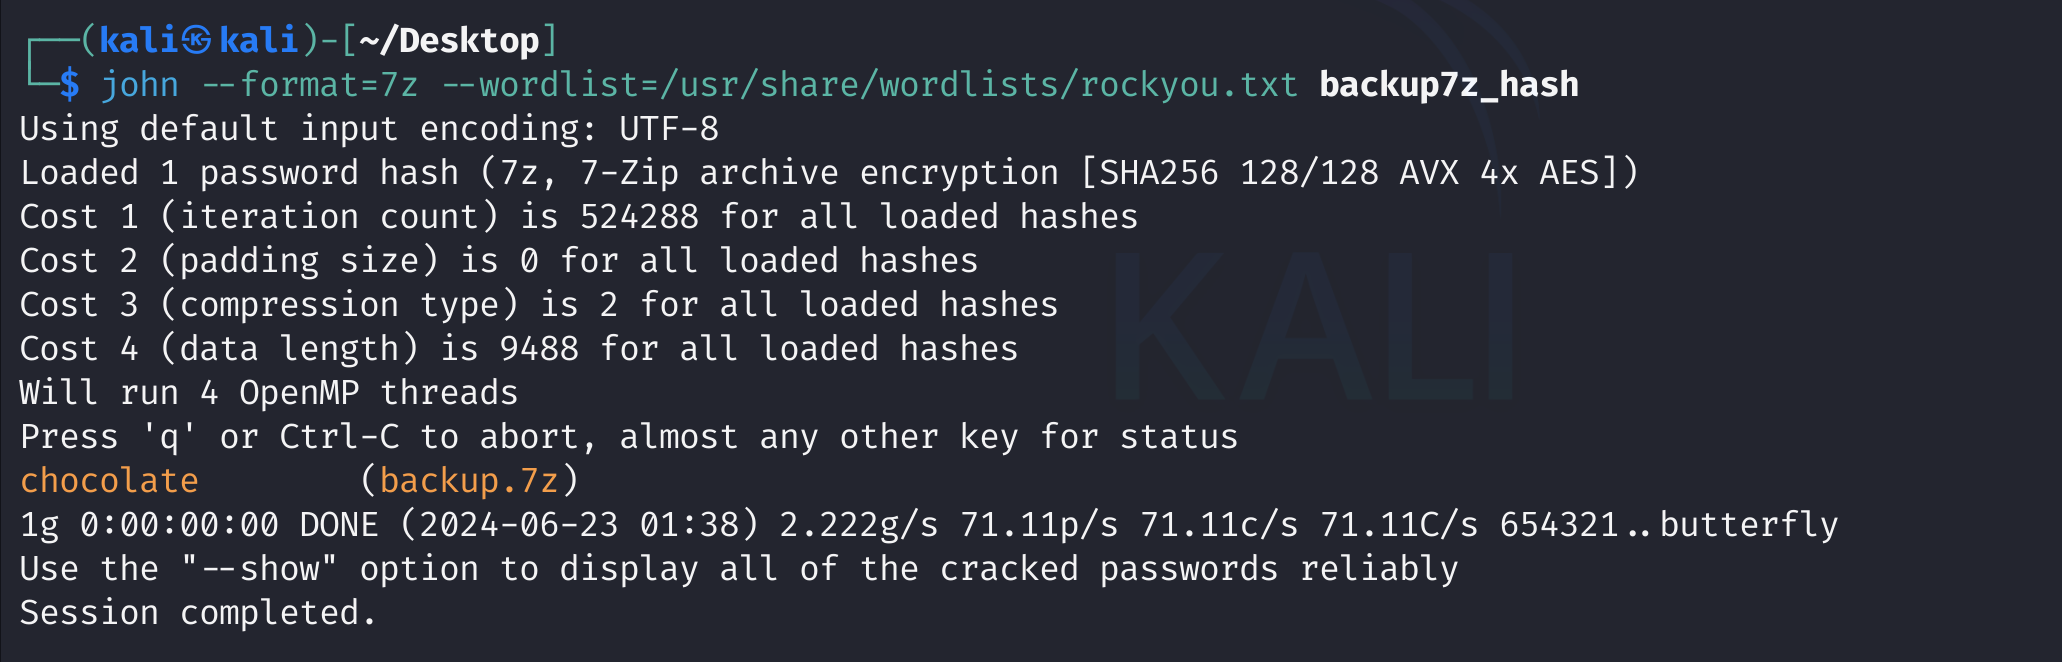 ┌──(kali㉿kali)-[~/Desktop]
└─$ john --format=7z --wordlist=/usr/share/wordlists/rockyou.txt backup7z_hash
Using default input encoding: UTF-8
Loaded 1 password hash (7z, 7-Zip archive encryption [SHA256 128/128 AVX 4x AES])
Cost 1 (iteration count) is 524288 for all loaded hashes
Cost 2 (padding size) is 0 for all loaded hashes
Cost 3 (compression type) is 2 for all loaded hashes
Cost 4 (data length) is 9488 for all loaded hashes
Will run 4 OpenMP threads
Press 'q' or Ctrl-C to abort, almost any other key for status
chocolate        (backup.7z)
1g 0:00:00:00 DONE (2024-06-23 01:38) 2.222g/s 71.11p/s 71.11c/s 71.11C/s 654321..butterfly
Use the "--show" option to display all of the cracked passwords reliably
Session completed.
KALI